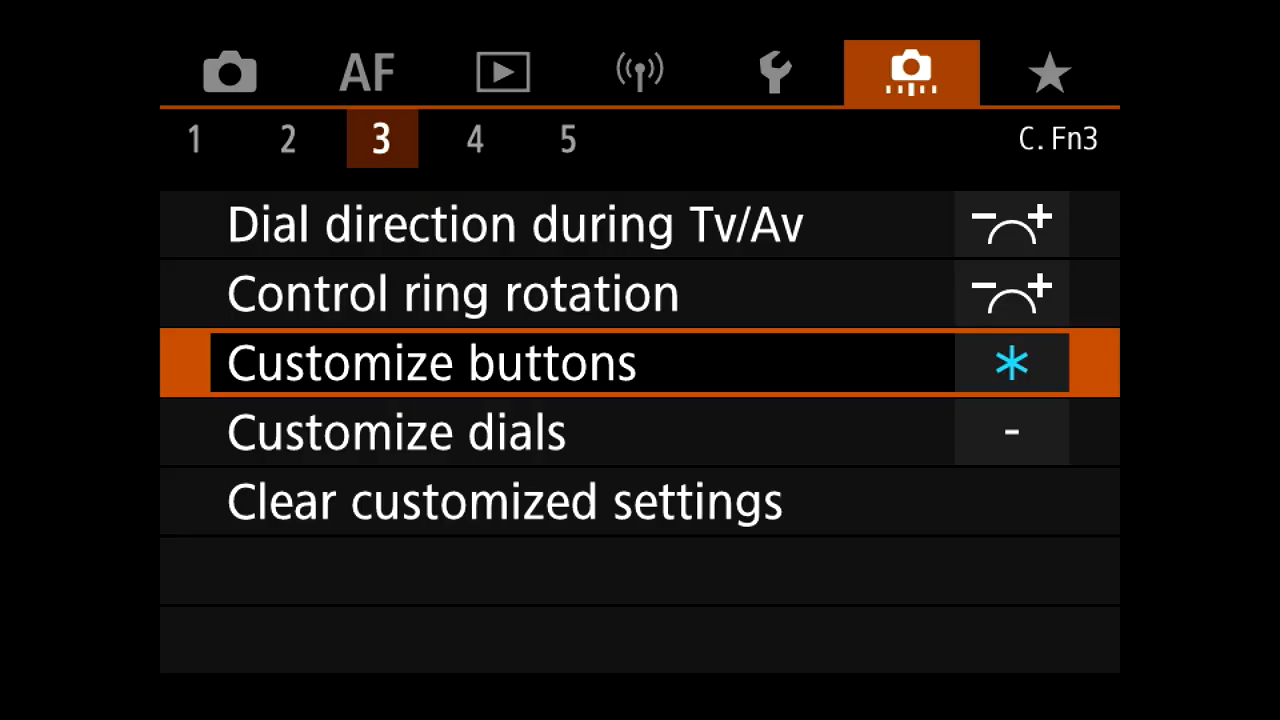 AF
1 2 3 4 5 C.Fn3
Dial direction during Tv/Av -+
Control ring rotation -+
Customize buttons *
Customize dials -
Clear customized settings